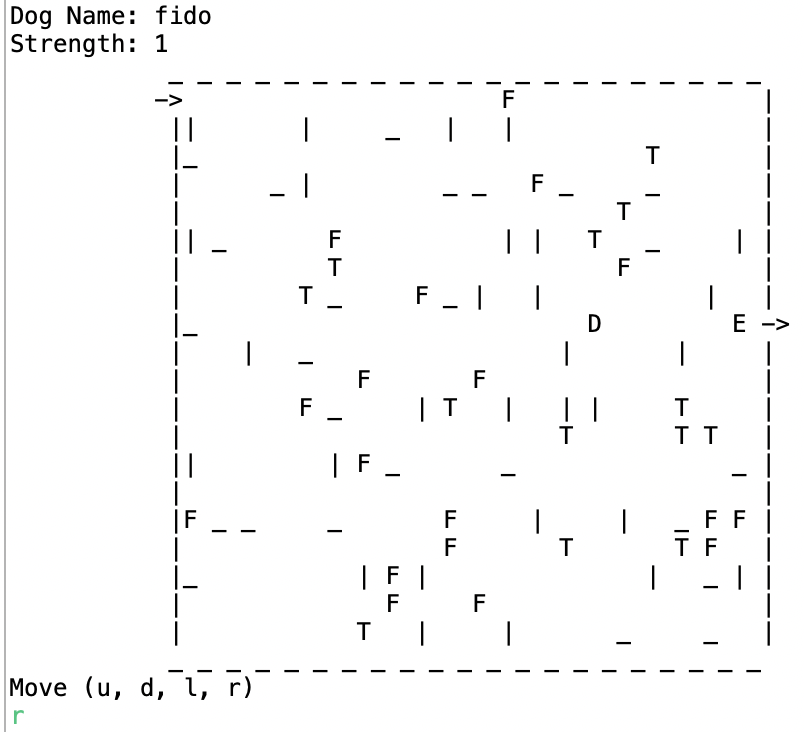 Dog Name: fido
Strength: 1
           _ _ _ _ _ _ _ _ _ _ _ _ _ _ _ _ _ _ _ _ _
          ->                      F                 |
           ||       |     _   |   |                 |
           |_                               T       |
           |      _ |         _ _   F _     _       |
           |                              T         |
           || _       F           | |   T   _     | |
           |          T                   F         |
           |        T _     F _ |   |           |   |
           |_                           D         E ->
           |    |   _                 |       |     |
           |            F       F                   |
           |        F _     | T   |   | |     T     |
           |                          T       T T   |
           ||         | F _       _               _ |
           |                                        |
           |F _ _     _       F     |     |   _ F F |
           |                  F       T       T F   |
           |_           | F |               |   _ | |
           |              F     F                   |
           |            T   |     |       _     _   |
           _ _ _ _ _ _ _ _ _ _ _ _ _ _ _ _ _ _ _ _ _
Move (u, d, l, r)
r